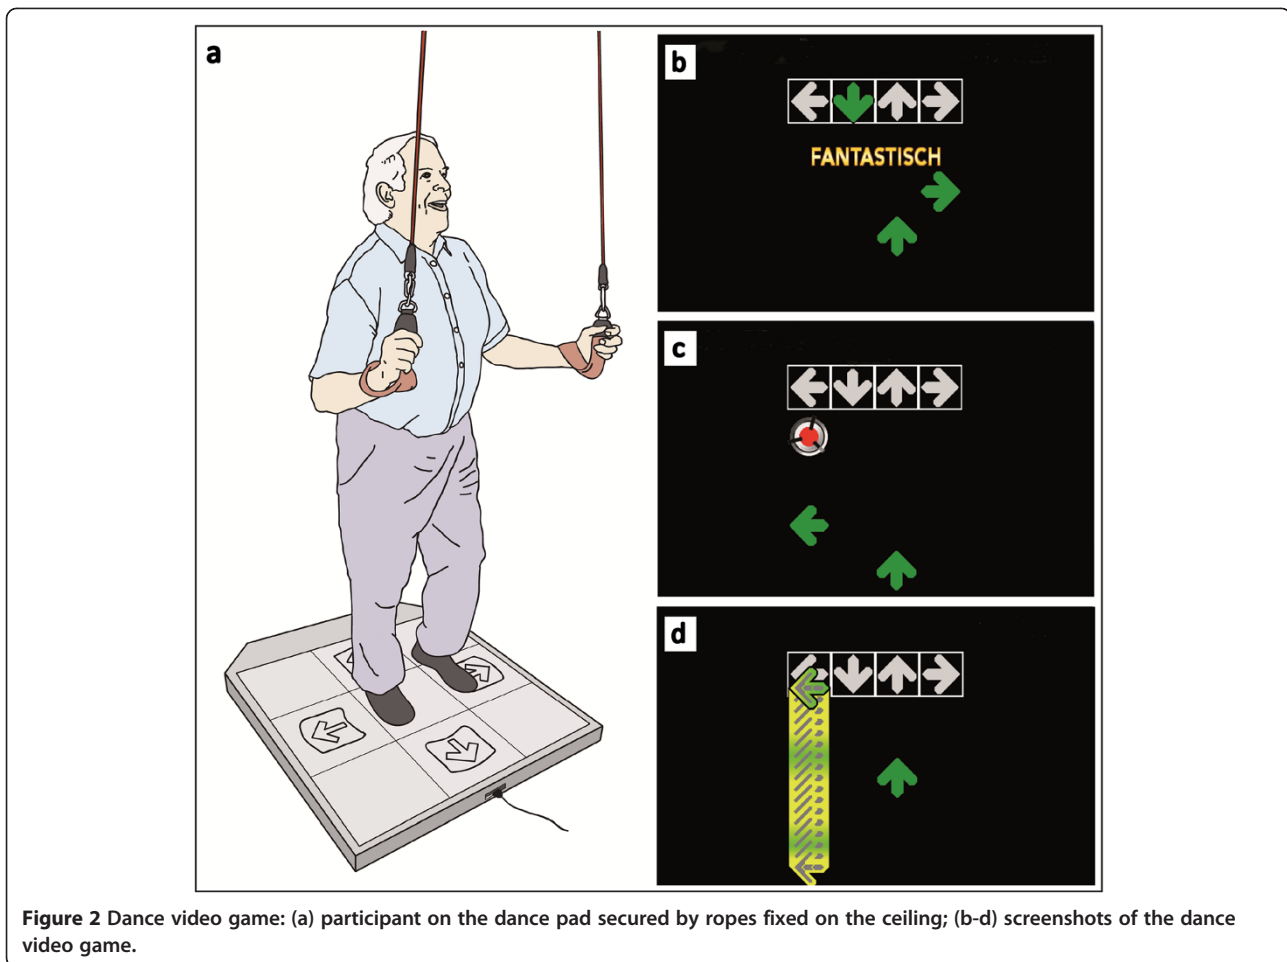 a
b
FANTASTISCH
c
d
Figure 2 Dance video game: (a) participant on the dance pad secured by ropes fixed on the ceiling; (b-d) screenshots of the dance
video game.